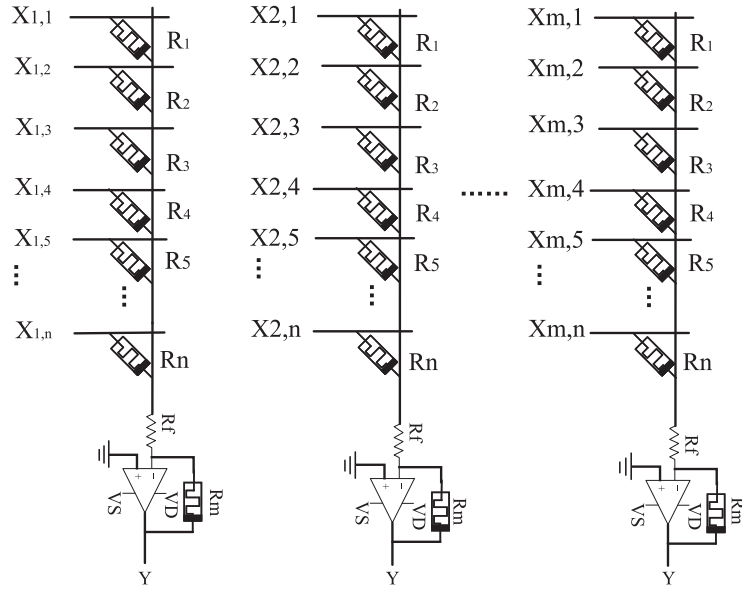 X1,1 R1
X1,2 R2
X1,3 R3
X1,4 R4
X1,5 R5
⋮ ⋮
X1,n Rn
Rf
+ -
VS VD Rm
Y
X2,1 R1
X2,2 R2
X2,3 R3
X2,4 R4
X2,5 R5
⋮ ⋮
X2,n Rn
Rf
+ -
VS VD Rm
Y
......
Xm,1 R1
Xm,2 R2
Xm,3 R3
Xm,4 R4
Xm,5 R5
⋮ ⋮
Xm,n Rn
Rf
+ -
VS VD Rm
Y